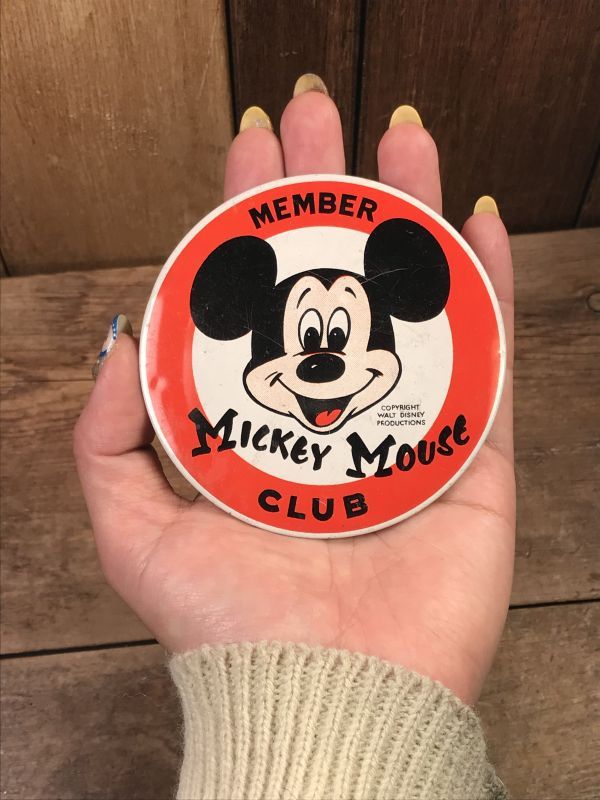 MEMBER
COPYRIGHT
WALT DISNEY
PRODUCTIONS
MICKEY MOUSE
CLUB